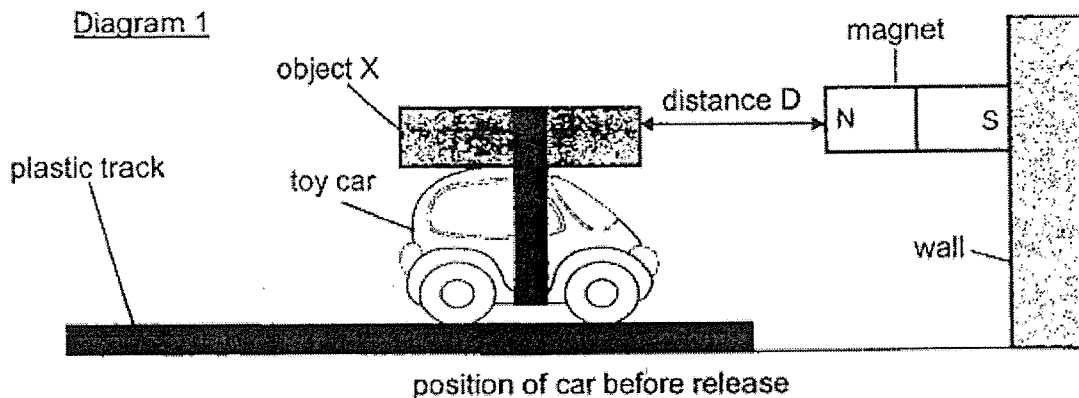 Diagram 1
magnet
object X
distance D
N
S
plastic track
toy car
wall
position of car before release